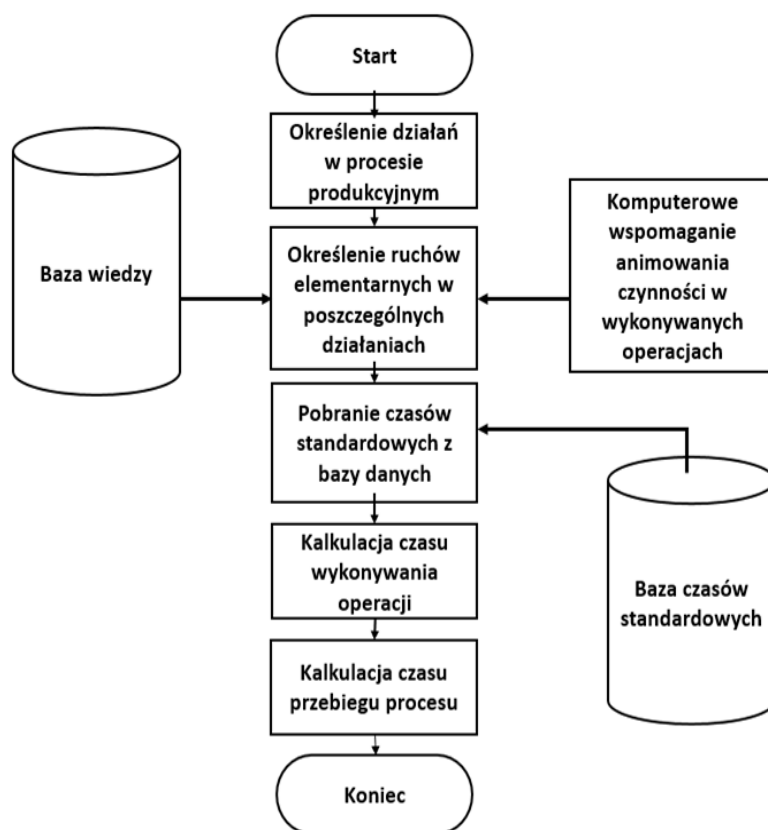 Start
Określenie działań
w procesie
produkcyjnym
Baza wiedzy
Określenie ruchów
elementarnych w
poszczególnych
działaniach
Komputerowe
wspomaganie
animowania
czynności w
wykonywanych
operacjach
Pobranie czasów
standardowych z
bazy danych
Kalkulacja czasu
wykonywania
operacji
Baza czasów
standardowych
Kalkulacja czasu
przebiegu procesu
Koniec